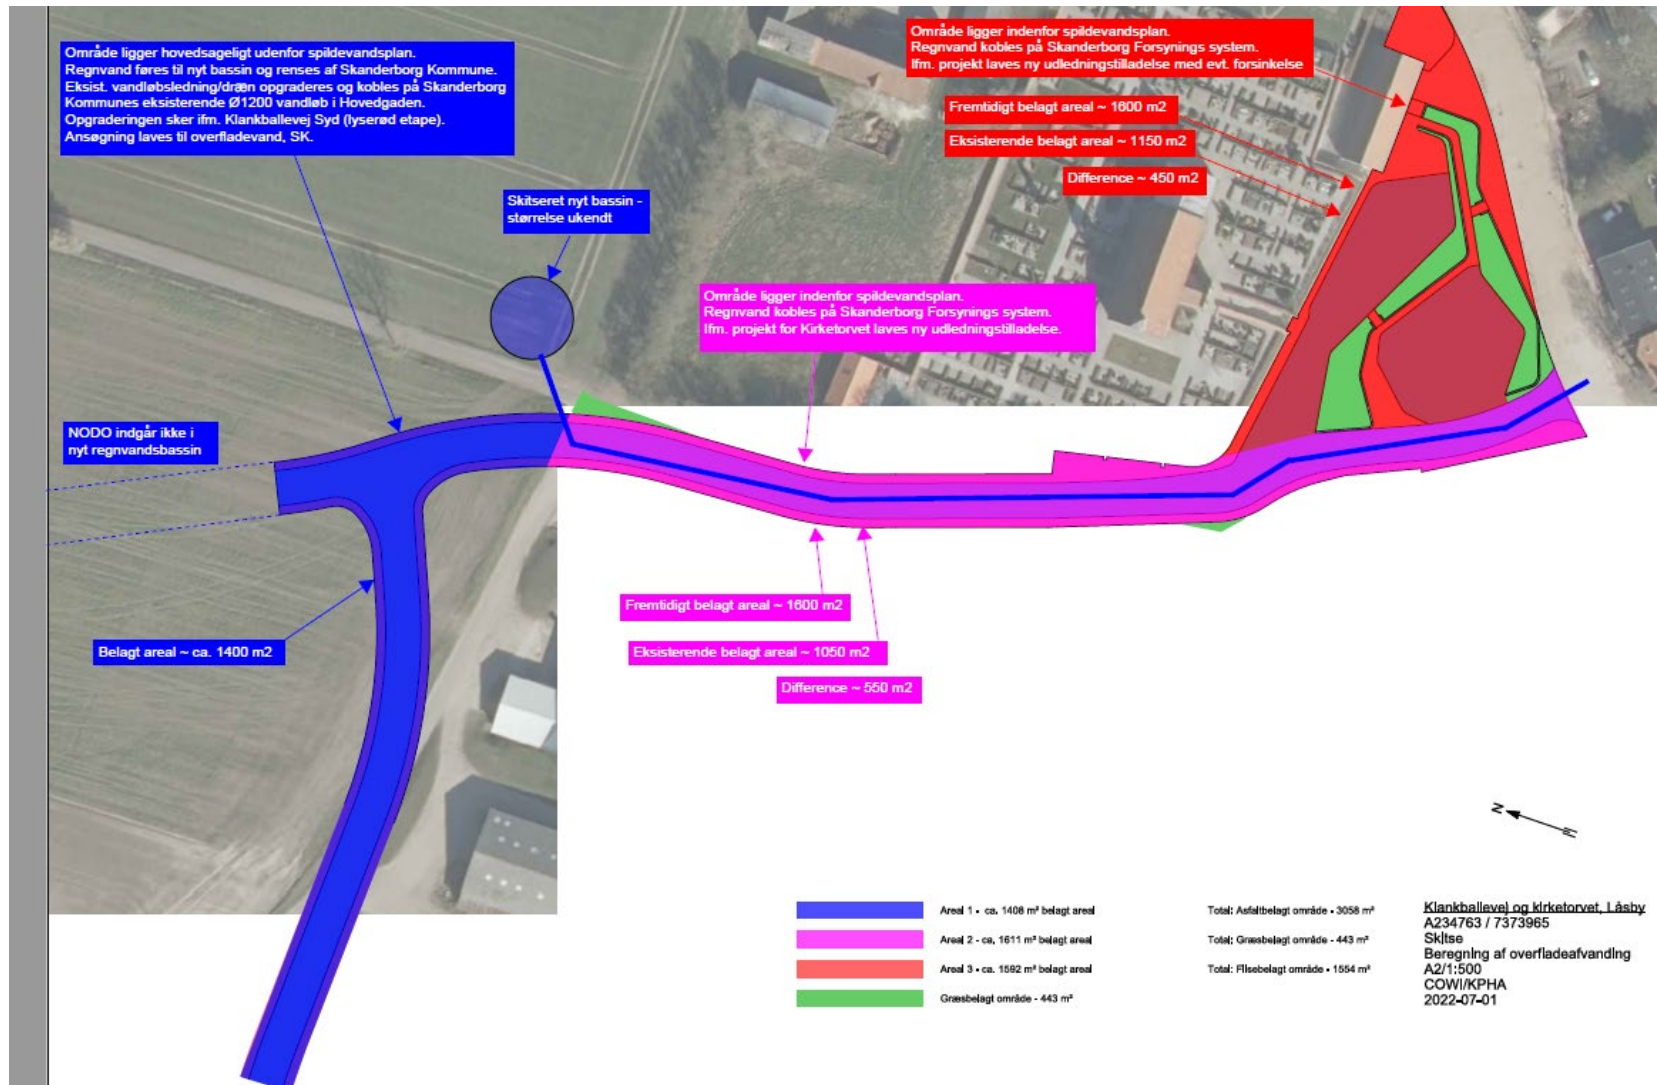 Område ligger hovedsageligt udenfor spildevandsplan.
Regnvand føres til nyt bassin og renses af Skanderborg Kommune.
Eksist. vandløbsledning/dræn opgraderes og kobles på Skanderborg
Kommunes eksisterende Ø1200 vandløb i Hovedgaden.
Opgraderingen sker ifm. Klankballevej Syd (lyserød etape).
Ansøgning laves til overfladevand, SK.
Område ligger indenfor spildevandsplan.
Regnvand kobles på Skanderborg Forsynings system.
Ifm. projekt laves ny udledningstilladelse med evt. forsinkelse
Fremtidigt belagt areal ~ 1600 m2
Eksisterende belagt areal ~ 1150 m2
Difference ~ 450 m2
Skitseret nyt bassin -
størrelse ukendt
Område ligger indenfor spildevandsplan.
Regnvand kobles på Skanderborg Forsynings system.
Ifm. projekt for Kirketorvet laves ny udledningstilladelse.
NODO indgår ikke i
nyt regnvandsbassin
Fremtidigt belagt areal ~ 1600 m2
Belagt areal ~ ca. 1400 m2
Eksisterende belagt areal ~ 1050 m2
Difference ~ 550 m2
N
Areal 1 - ca. 1408 m² belagt areal
Areal 2 - ca. 1611 m² belagt areal
Areal 3 - ca. 1592 m² belagt areal
Græsbelagt område - 443 m²
Total: Asfaltbelagt område - 3058 m²
Total: Græsbelagt område - 443 m²
Total: Flisebelagt område - 1554 m²
Klankballevej og kirketorvet, Låsby
A234763 / 7373965
Skitse
Beregning af overfladeafvanding
A2/1:500
COWI/KPHA
2022-07-01